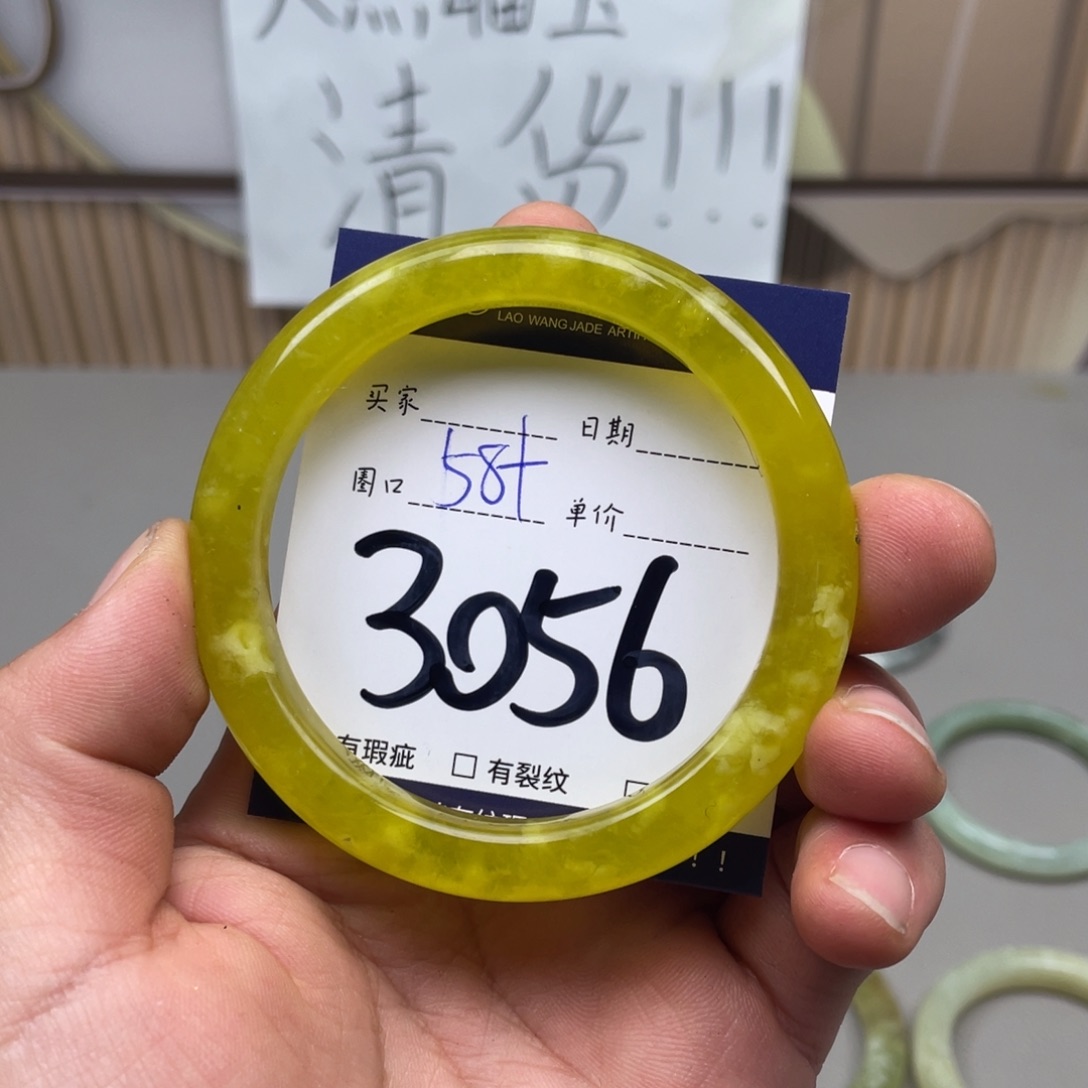 清货!!!
LAO WANG JADE
买家 日期
圈口 58+ 单价
3056
有瑕疵 □ 有裂纹 □
!!